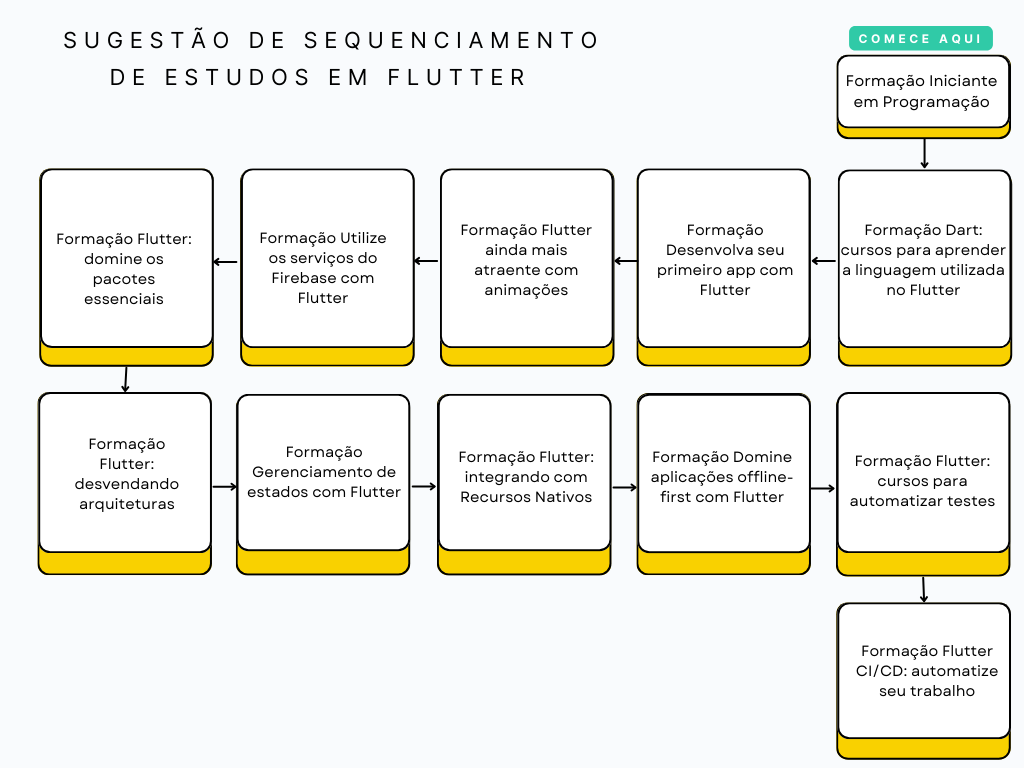 SUGESTÃO DE SEQUENCIAMENTO
DE ESTUDOS EM FLUTTER
COMECE AQUI
Formação Iniciante
em Programação
Formação Dart:
cursos para aprender
a linguagem utilizada
no Flutter
Formação
Desenvolva seu
primeiro app com
Flutter
Formação Flutter
ainda mais
atraente com
animações
Formação Utilize
os serviços do
Firebase com
Flutter
Formação Flutter:
domine os
pacotes
essenciais
Formação
Flutter:
desvendando
arquiteturas
Formação
Gerenciamento de
estados com Flutter
Formação Flutter:
integrando com
Recursos Nativos
Formação Domine
aplicações offline-
first com Flutter
Formação Flutter:
cursos para
automatizar testes
Formação Flutter
CI/CD: automatize
seu trabalho